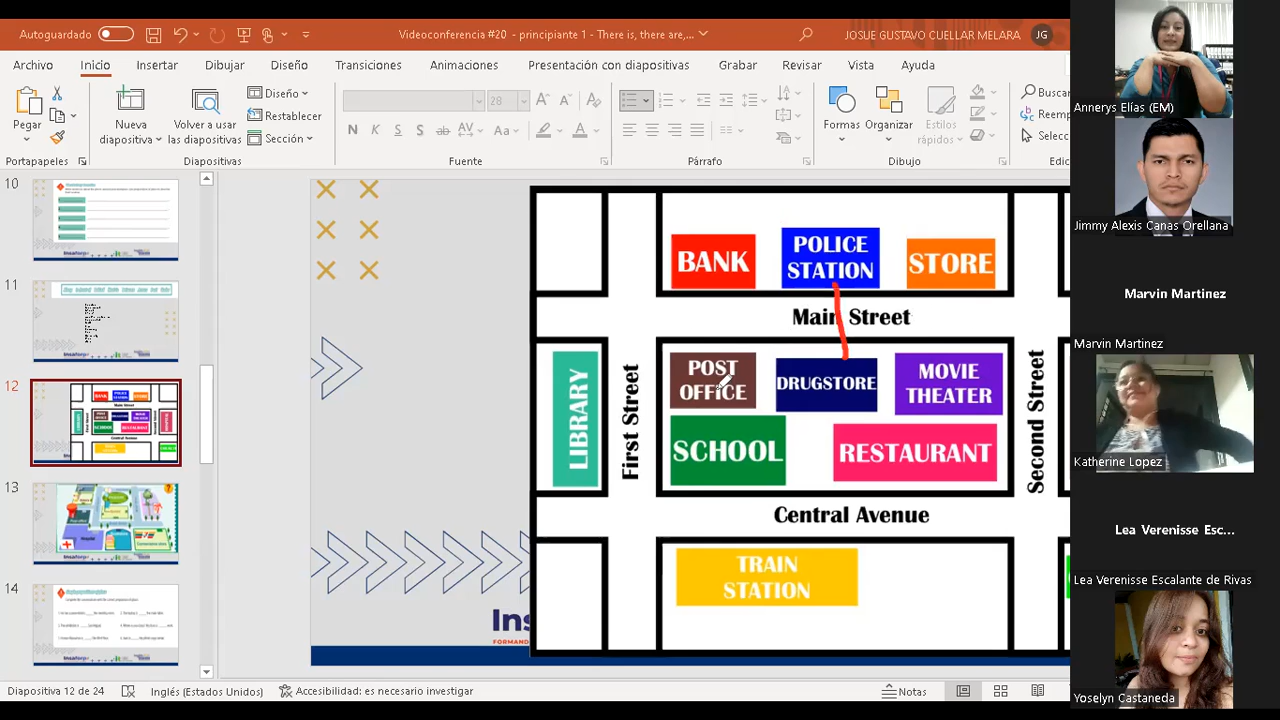 Autoguardado
Videoconferencia #20 - principiante 1 - There is, there are,...
JOSUE GUSTAVO CUELLAR MELARA
JG
Archivo
Inicio
Insertar
Dibujar
Diseño
Transiciones
Presentación con diapositivas
Grabar
Revisar
Vista
Ayuda
Pegar
Nueva diapositiva
Volver a usar las diapositivas
Diseño
Restablecer
Sección
28
N
K
S
S
ab
AV
Aa
A
Formas
Organizar
Estilos rápidos
Buscar
Portapapeles
Diapositivas
Fuente
Párrafo
Dibujo
10
11
12
13
14
BANK
POLICE
STATION
STORE
Main Street
POST
OFFICE
DRUGSTORE
MOVIE
THEATER
LIBRARY
First Street
Second Street
SCHOOL
RESTAURANT
Central Avenue
TRAIN
STATION
Diapositiva 12 de 24
Inglés (Estados Unidos)
Accesibilidad: es necesario investigar
Notas
Annerys Elías (EM)
Jimmy Alexis Canas Orellana
Marvin Martinez
Marvin Martinez
Katherine Lopez
Lea Verenisse Esc...
Lea Verenisse Escalante de Rivas
Yoselyn Castaneda